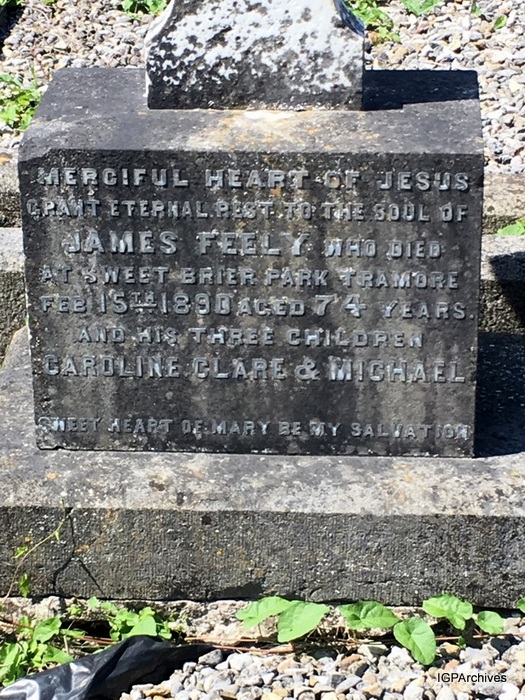 MERCIFUL HEART OF JESUS
GRANT ETERNAL REST TO THE SOUL OF
JAMES FEELY WHO DIED
AT SWEET BRIER PARK TRAMORE
FEB 15TH 1890 AGED 74 YEARS.
AND HIS THREE CHILDREN
CAROLINE CLARE & MICHAEL
SWEET HEART OF MARY BE MY SALVATION
IGPArchives